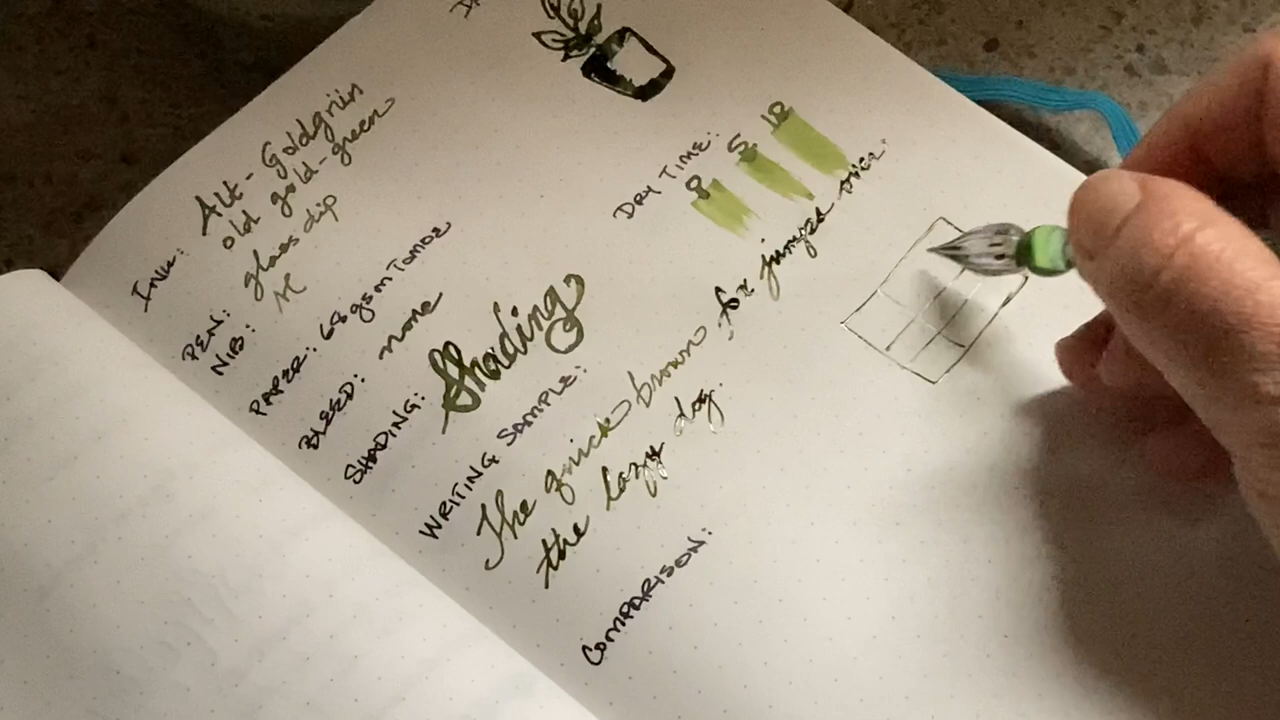 INK: Alt-Goldgrün
old gold-green
PEN: glass dip
NIB: M
PAPER: 68gsm Tomoe
BLEED: none
SHADING: Shading
WRITING SAMPLE:
The quick brown fox jumped over
the lazy dog.
COMPARISON:
DRY TIME:
5 10